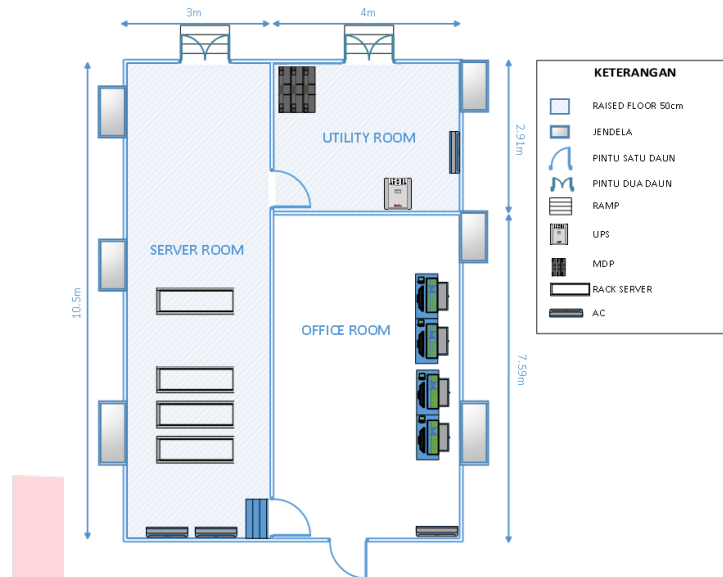 3m
4m
UTILITY ROOM
2.91m
SERVER ROOM
10.5m
OFFICE ROOM
7.59m
KETERANGAN
RAISED FLOOR 50cm
JENDELA
PINTU SATU DAUN
PINTU DUA DAUN
RAMP
UPS
MDP
RACK SERVER
AC